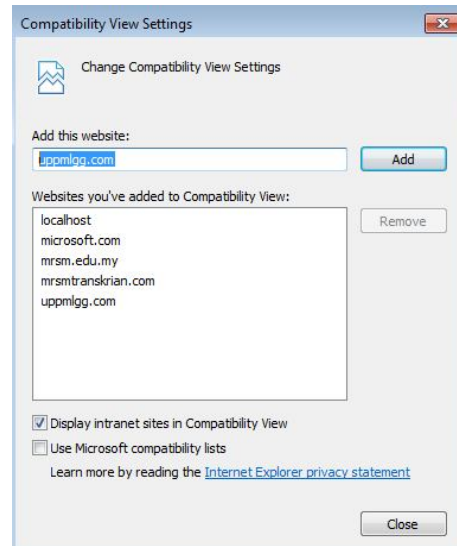 Compatibility View Settings
Change Compatibility View Settings
Add this website:
uppmlgg.com
Add
Websites you've added to Compatibility View:
Remove
localhost
microsoft.com
mrsm.edu.my
mrsmtranskrian.com
uppmlgg.com
Display intranet sites in Compatibility View
Use Microsoft compatibility lists
Learn more by reading the Internet Explorer privacy statement
Close